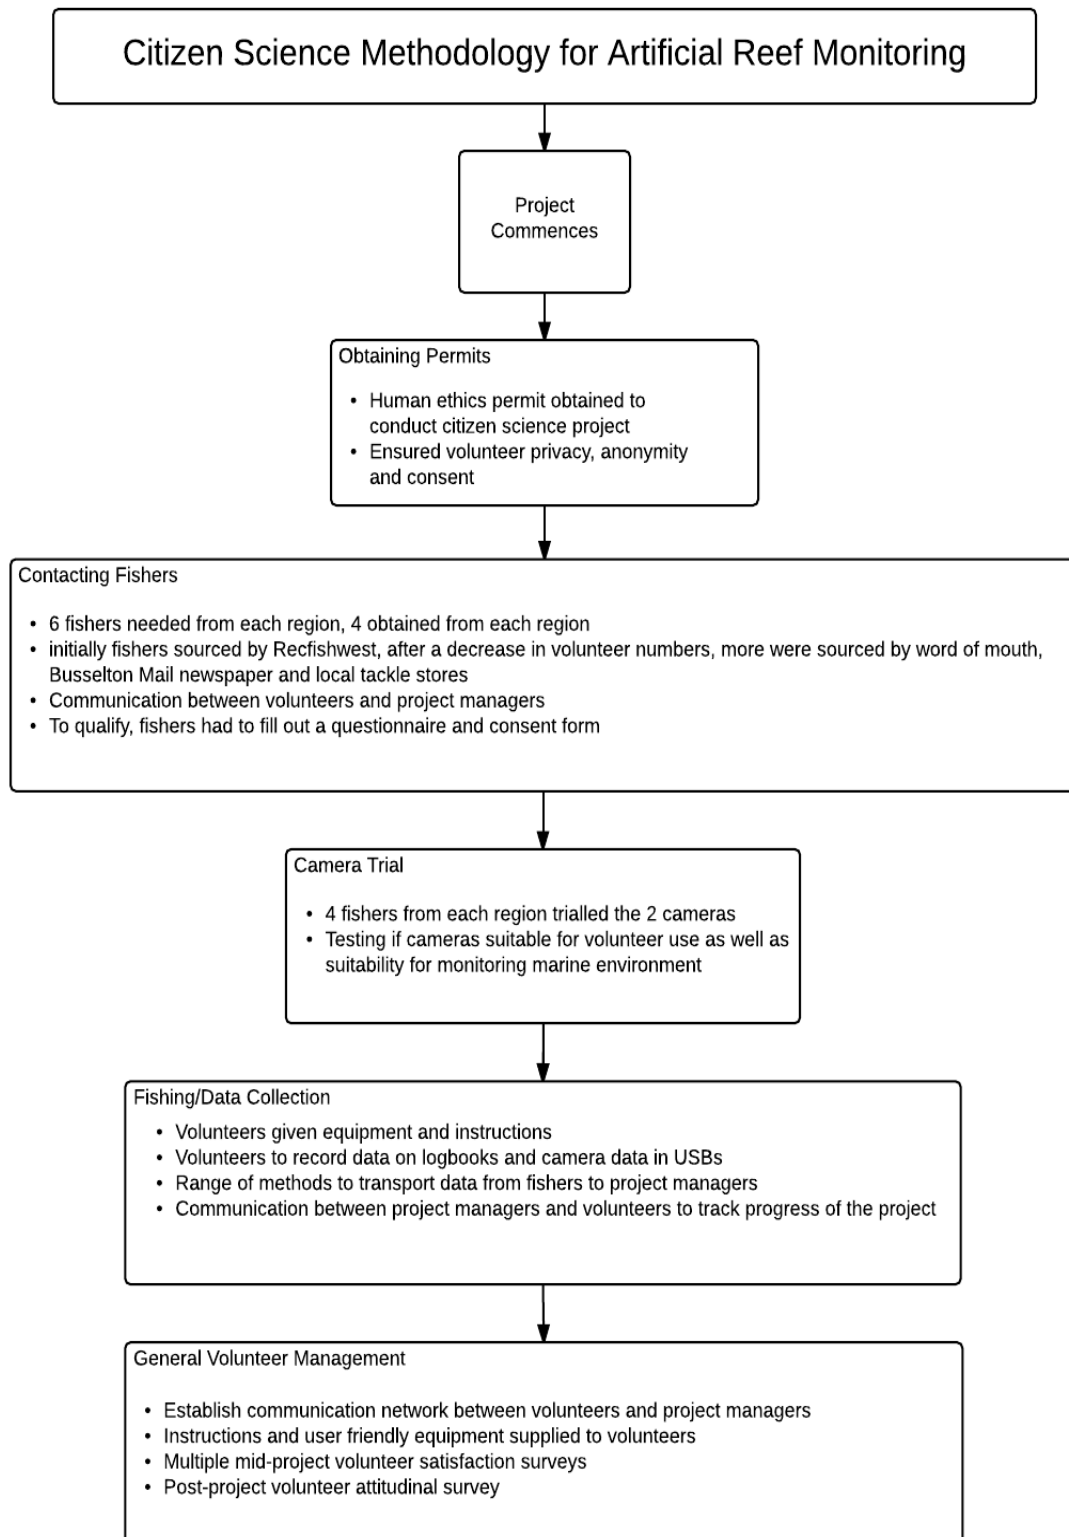 Citizen Science Methodology for Artificial Reef Monitoring
Project
Commences
Obtaining Permits
• Human ethics permit obtained to
conduct citizen science project
• Ensured volunteer privacy, anonymity
and consent
Contacting Fishers
• 6 fishers needed from each region, 4 obtained from each region
• initially fishers sourced by Recfishwest, after a decrease in volunteer numbers, more were sourced by word of mouth,
Busselton Mail newspaper and local tackle stores
• Communication between volunteers and project managers
• To qualify, fishers had to fill out a questionnaire and consent form
Camera Trial
• 4 fishers from each region trialled the 2 cameras
• Testing if cameras suitable for volunteer use as well as
suitability for monitoring marine environment
Fishing/Data Collection
• Volunteers given equipment and instructions
• Volunteers to record data on logbooks and camera data in USBs
• Range of methods to transport data from fishers to project managers
• Communication between project managers and volunteers to track progress of the project
General Volunteer Management
• Establish communication network between volunteers and project managers
• Instructions and user friendly equipment supplied to volunteers
• Multiple mid-project volunteer satisfaction surveys
• Post-project volunteer attitudinal survey